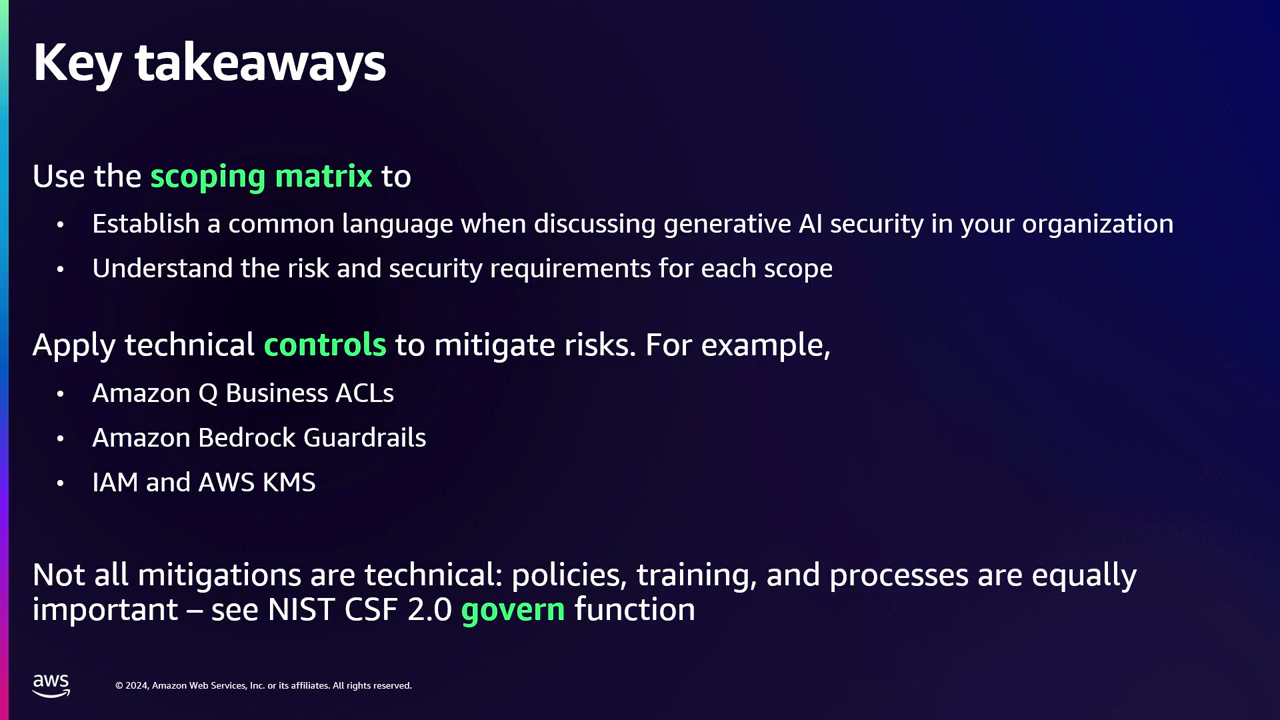 Key takeaways
Use the scoping matrix to
• Establish a common language when discussing generative AI security in your organization
• Understand the risk and security requirements for each scope
Apply technical controls to mitigate risks. For example,
• Amazon Q Business ACLs
• Amazon Bedrock Guardrails
• IAM and AWS KMS
Not all mitigations are technical: policies, training, and processes are equally
important – see NIST CSF 2.0 govern function
aws
© 2024, Amazon Web Services, Inc. or its affiliates. All rights reserved.